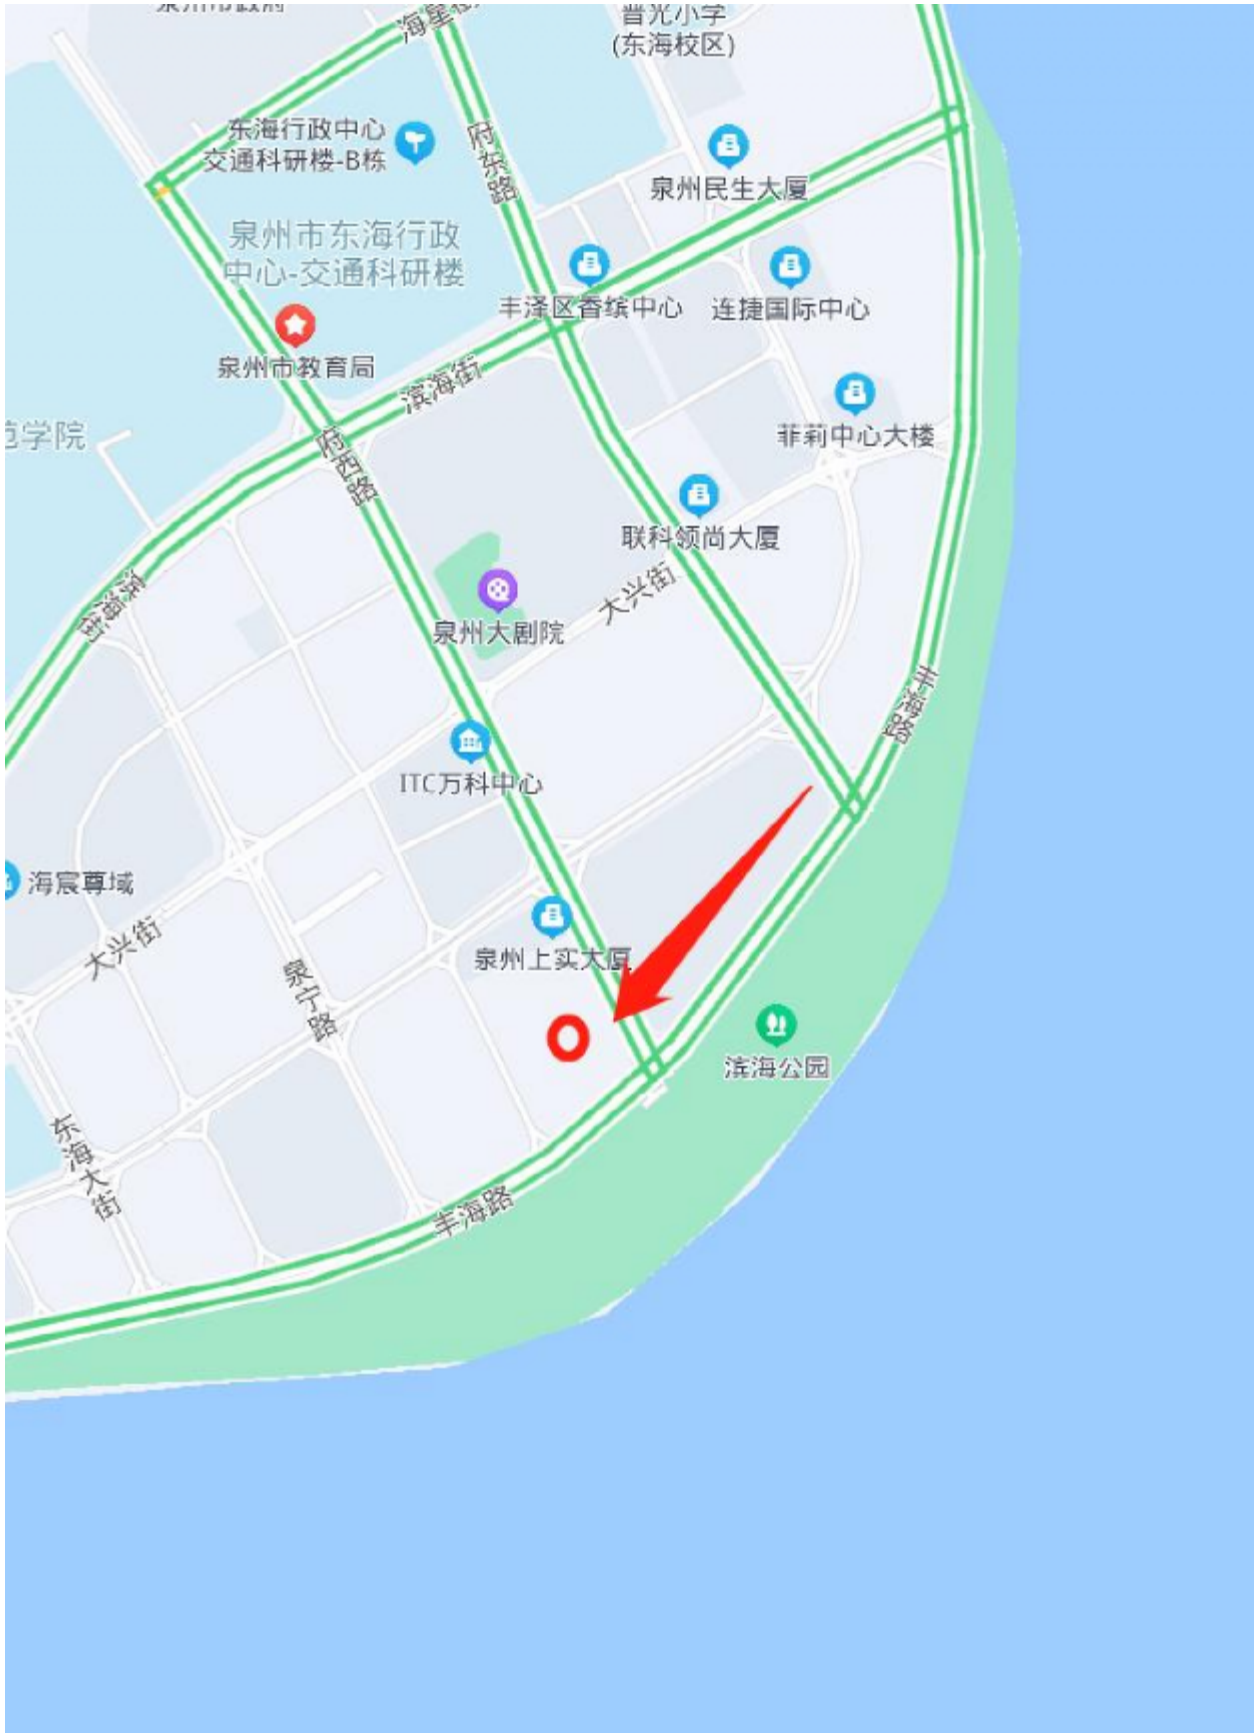 海星街
普光小学
(东海校区)
东海行政中心
交通科研楼-B栋
府东路
泉州民生大厦
泉州市东海行政
中心-交通科研楼
丰泽区香缤中心
连捷国际中心
泉州市教育局
滨海街
范学院
府西路
菲莉中心大楼
联科领尚大厦
滨海街
大兴街
泉州大剧院
丰海路
ITC万科中心
海宸尊域
大兴街
泉州上实大厦
泉宁路
滨海公园
东海大街
丰海路